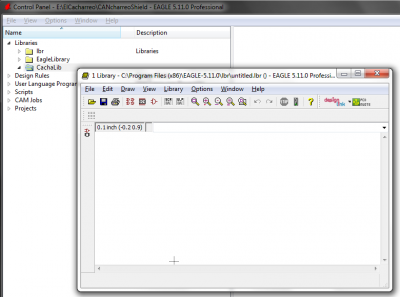 Control Panel - E:\ElCacharreo\CANcharreoShield - EAGLE 5.11.0 Professional
File View Options Window Help
Name Description
Libraries
lbr Libraries
EagleLibrary
CachaLib
Design Rules
User Language Program
Scripts
CAM Jobs
Projects
1 Library - C:\Program Files (x86)\EAGLE-5.11.0\lbr\untitled.lbr () - EAGLE 5.11.0 Professi...
File Edit Draw View Library Options Window Help
0.1 inch (-0.2 0.9)